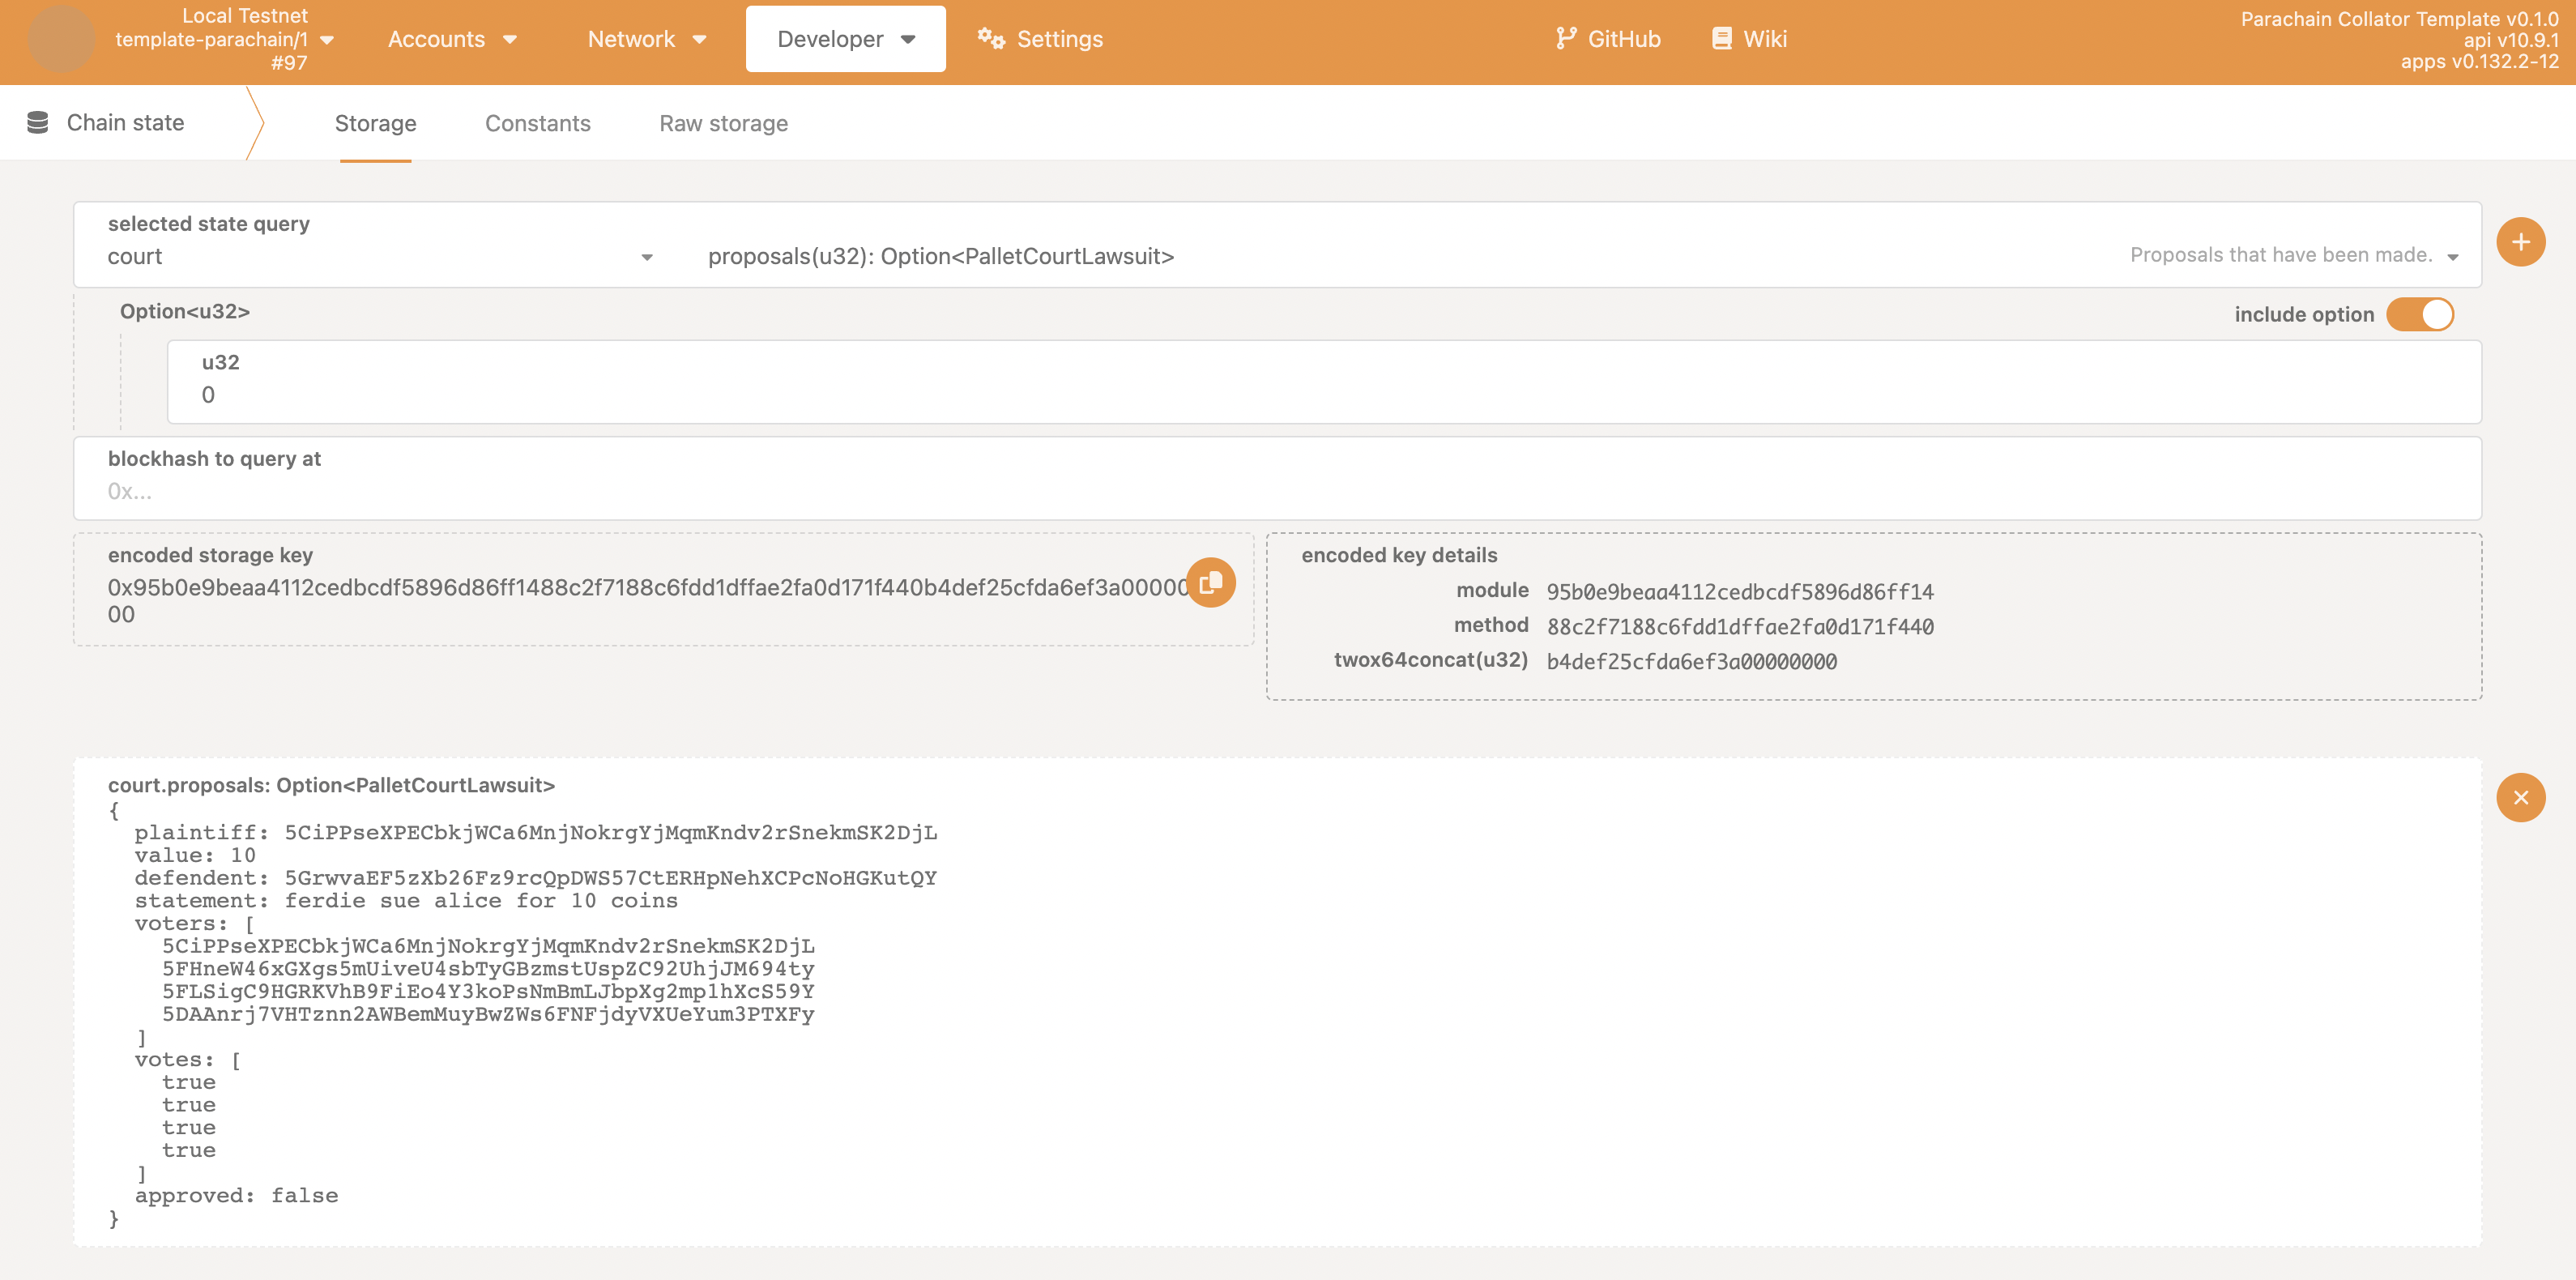 Local Testnet
template-parachain/1
#97
Accounts
Network
Developer
Settings
GitHub
Wiki
Parachain Collator Template v0.1.0
api v10.9.1
apps v0.132.2-12
Chain state
Storage
Constants
Raw storage
selected state query
court
proposals(u32): Option<PalletCourtLawsuit>
Proposals that have been made.
Option<u32>
include option
u32
0
blockhash to query at
0x...
encoded storage key
0x95b0e9beaa4112cedbcdf5896d86ff1488c2f7188c6fdd1dffae2fa0d171f440b4def25cfda6ef3a000000
00
encoded key details
module 95b0e9beaa4112cedbcdf5896d86ff14
method 88c2f7188c6fdd1dffae2fa0d171f440
twox64concat(u32) b4def25cfda6ef3a00000000
court.proposals: Option<PalletCourtLawsuit>
{
plaintiff: 5CiPPseXPECbkjWCa6MnjNokrgYjMqmKndv2rSnekmSK2DjL
value: 10
defendent: 5GrwvaEF5zXb26Fz9rcQpDWS57CtERHpNehXCPcNoHGKutQY
statement: ferdie sue alice for 10 coins
voters: [
5CiPPseXPECbkjWCa6MnjNokrgYjMqmKndv2rSnekmSK2DjL
5FHneW46xGXgs5mUiveU4sbTyGBzmstUspZC92UhjJM694ty
5FLSigC9HGRKVhB9FiEo4Y3koPsNmBmLJbpXg2mp1hXcS59Y
5DAAnrj7VHTznn2AWBemMuyBwZWs6FNFjdyVXUeYum3PTXFy
]
votes: [
true
true
true
true
]
approved: false
}